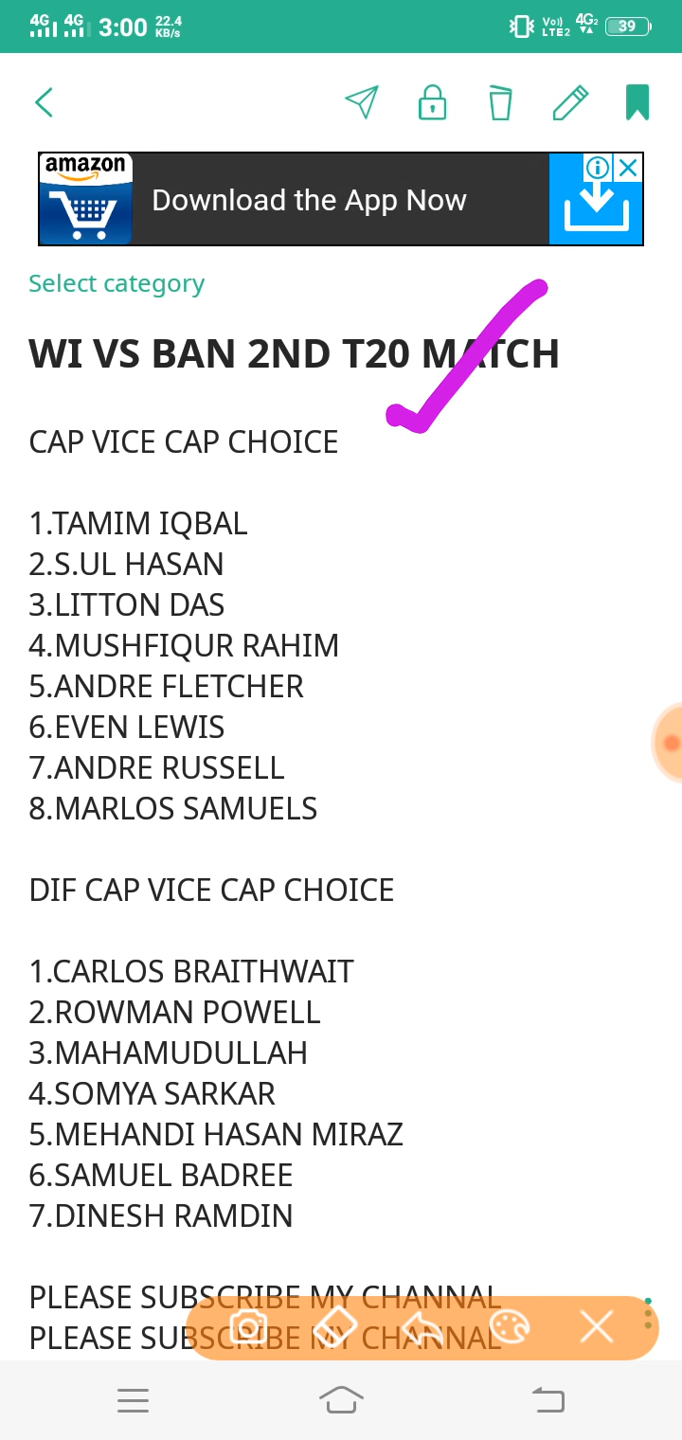 4G 4G 3:00 22.4 KB/s Vo)) LTE2 4G2 39
amazon
Download the App Now
Select category
WI VS BAN 2ND T20 MATCH
CAP VICE CAP CHOICE
1.TAMIM IQBAL
2.S.UL HASAN
3.LITTON DAS
4.MUSHFIQUR RAHIM
5.ANDRE FLETCHER
6.EVEN LEWIS
7.ANDRE RUSSELL
8.MARLOS SAMUELS
DIF CAP VICE CAP CHOICE
1.CARLOS BRAITHWAIT
2.ROWMAN POWELL
3.MAHAMUDULLAH
4.SOMYA SARKAR
5.MEHANDI HASAN MIRAZ
6.SAMUEL BADREE
7.DINESH RAMDIN
PLEASE SUBSCRIBE MY CHANNAL
PLEASE SUBSCRIBE MY CHANNAL